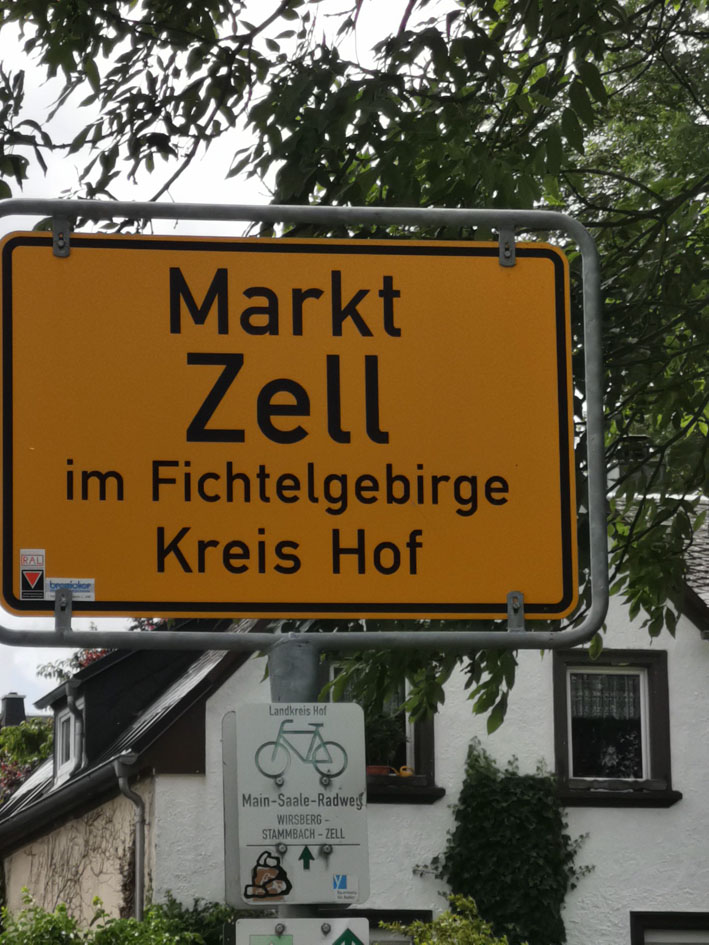 Markt
Zell
im Fichtelgebirge
Kreis Hof
RAL
Landkreis Hof
Main-Saale-Radweg
WIRSBERG -
STAMMBACH - ZELL